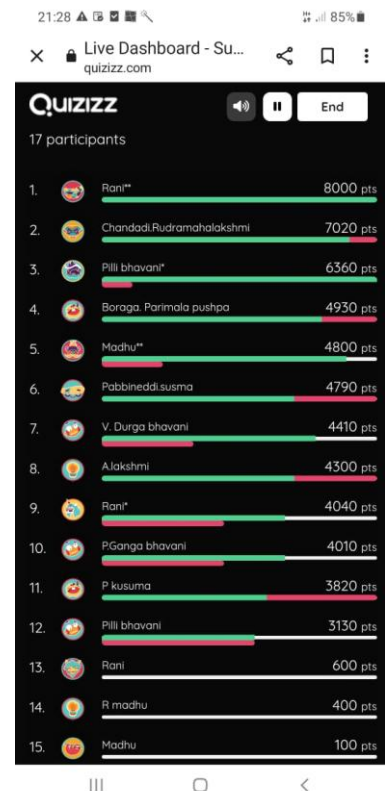 21:28 85%
Live Dashboard - Su...
quizizz.com
Quizizz
End
17 participants
1. Rani** 8000 pts
2. Chandadi.Rudramahalakshmi 7020 pts
3. Pilli bhavani* 6360 pts
4. Boraga. Parimala pushpa 4930 pts
5. Madhu** 4800 pts
6. Pabbineddi.susma 4790 pts
7. V. Durga bhavani 4410 pts
8. A.lakshmi 4300 pts
9. Rani* 4040 pts
10. P.Ganga bhavani 4010 pts
11. P kusuma 3820 pts
12. Pilli bhavani 3130 pts
13. Rani 600 pts
14. R madhu 400 pts
15. Madhu 100 pts